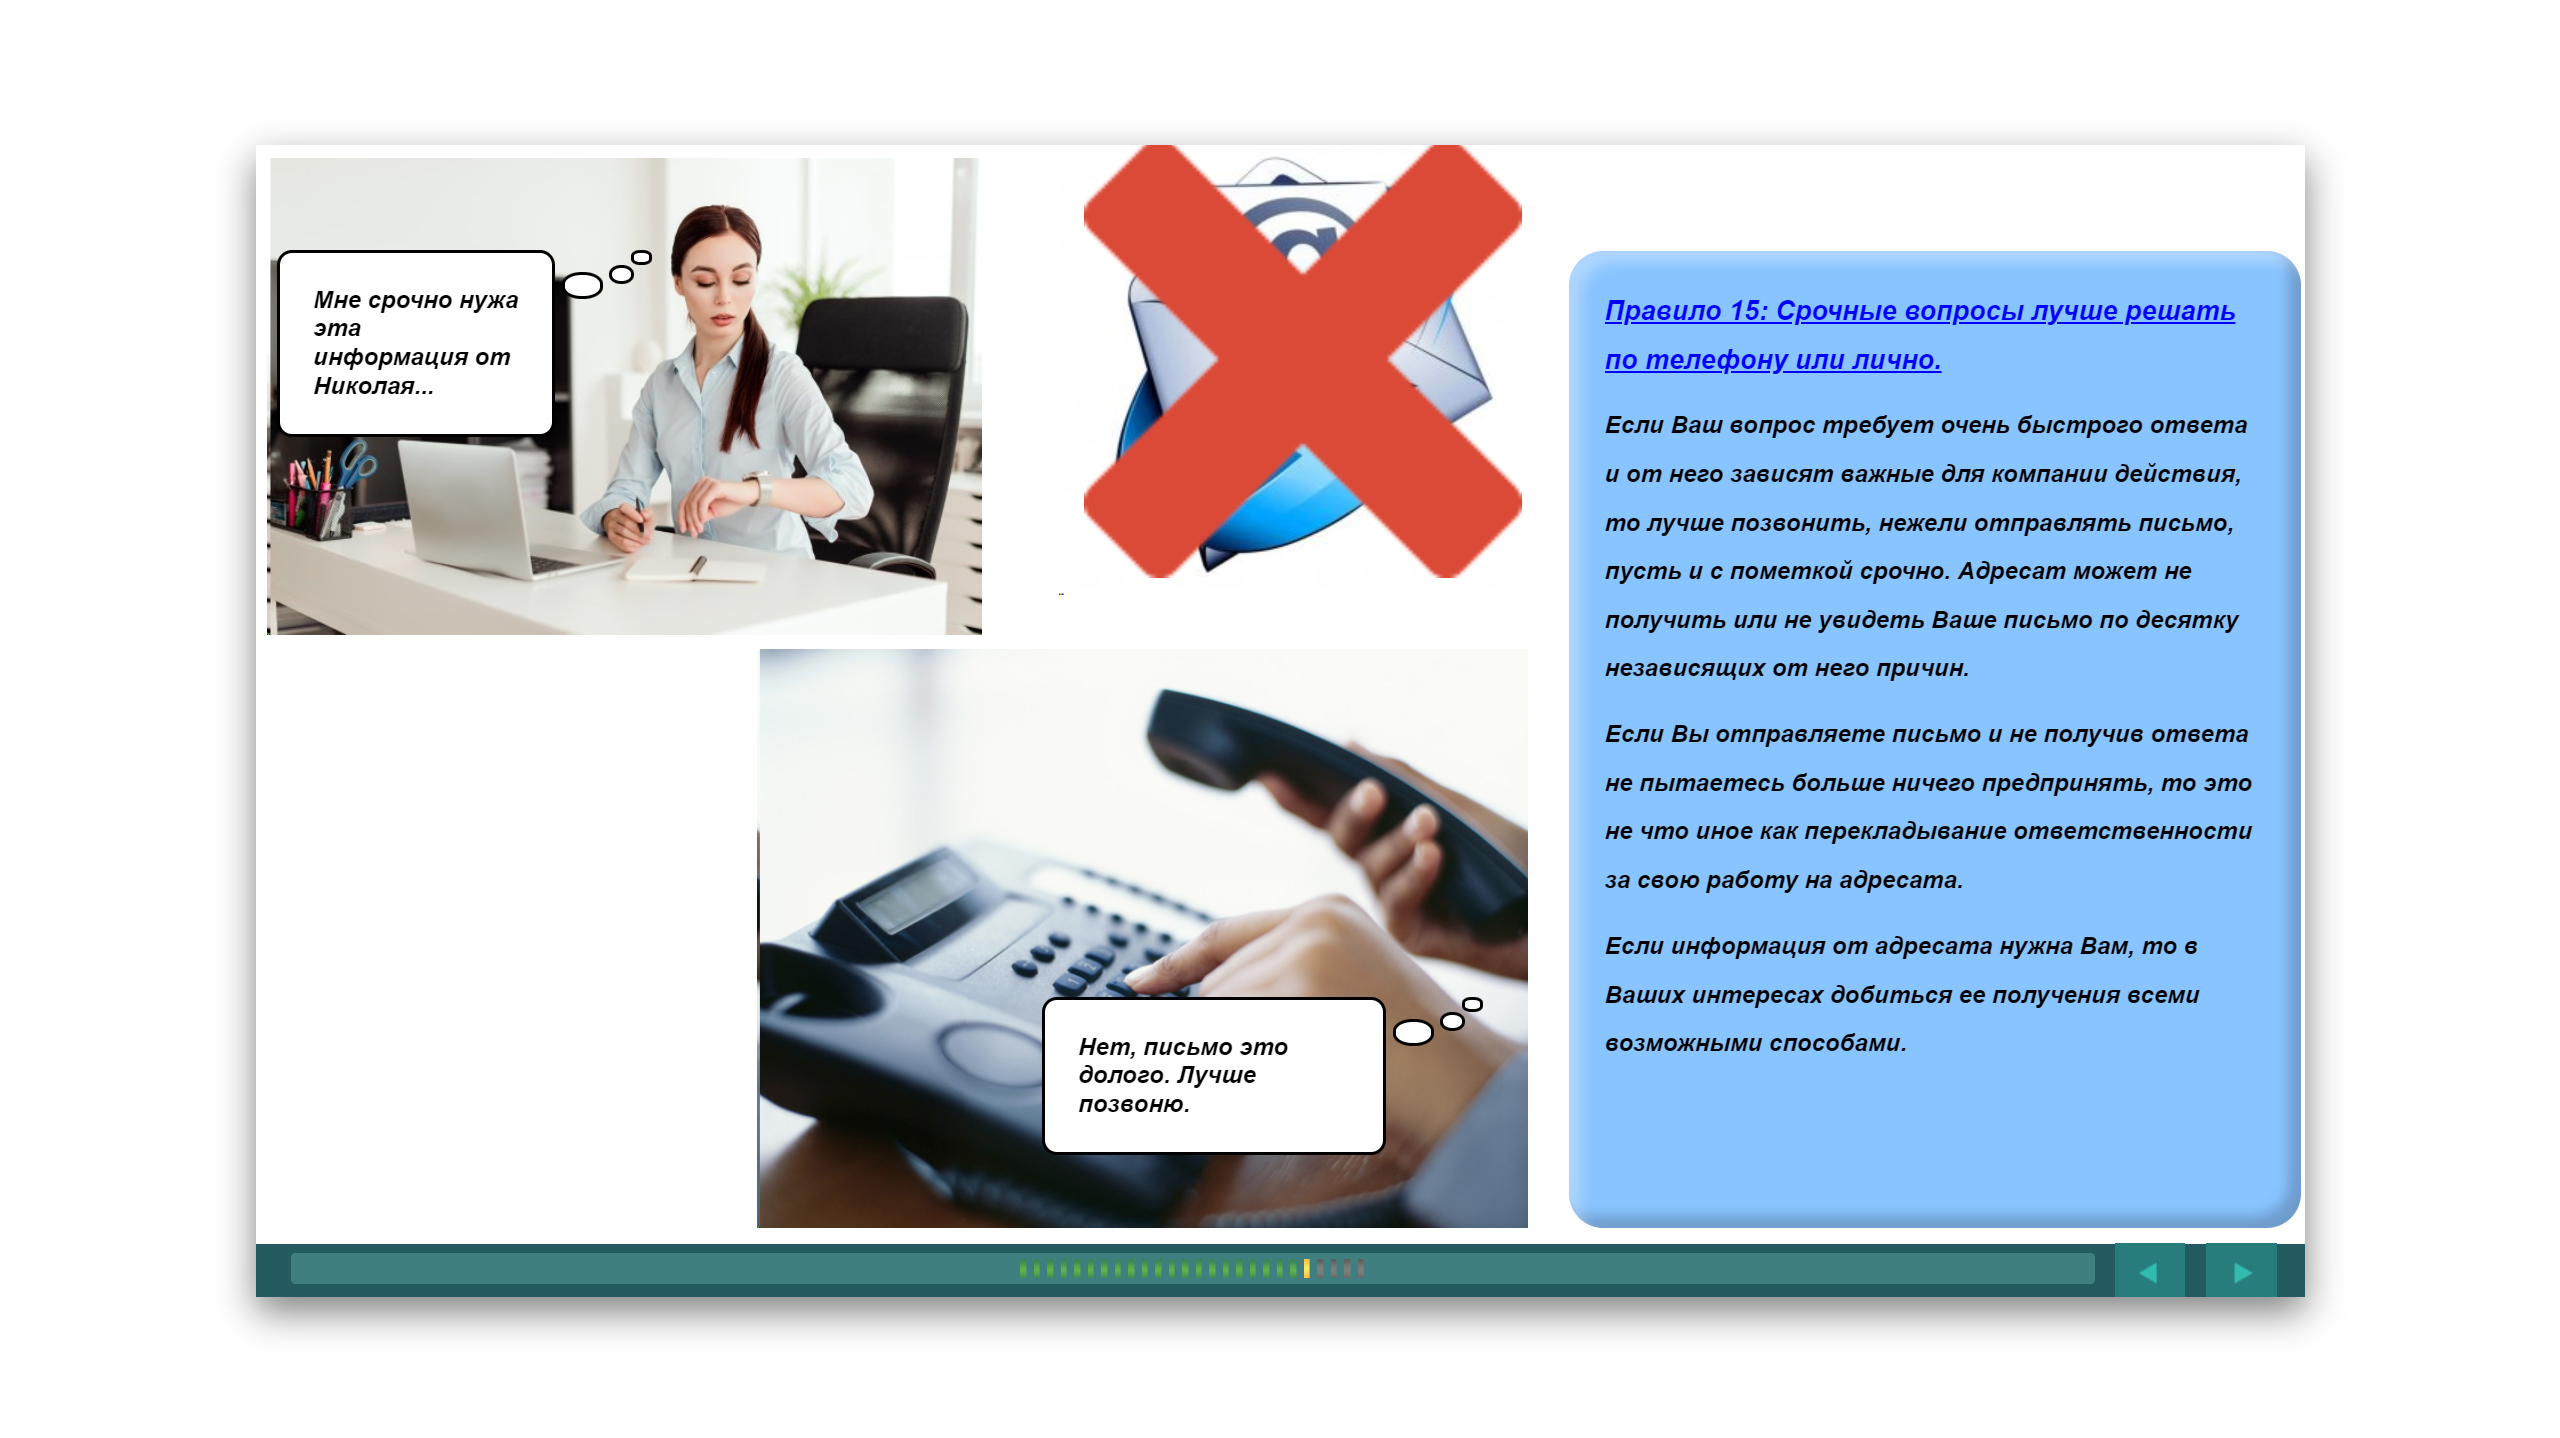 Мне срочно нужа
эта
информация от
Николая...
Нет, письмо это
долого. Лучше
позвоню.
Правило 15: Срочные вопросы лучше решать
по телефону или лично.
Если Ваш вопрос требует очень быстрого ответа
и от него зависят важные для компании действия,
то лучше позвонить, нежели отправлять письмо,
пусть и с пометкой срочно. Адресат может не
получить или не увидеть Ваше письмо по десятку
независящих от него причин.
Если Вы отправляете письмо и не получив ответа
не пытаетесь больше ничего предпринять, то это
не что иное как перекладывание ответственности
за свою работу на адресата.
Если информация от адресата нужна Вам, то в
Ваших интересах добиться ее получения всеми
возможными способами.